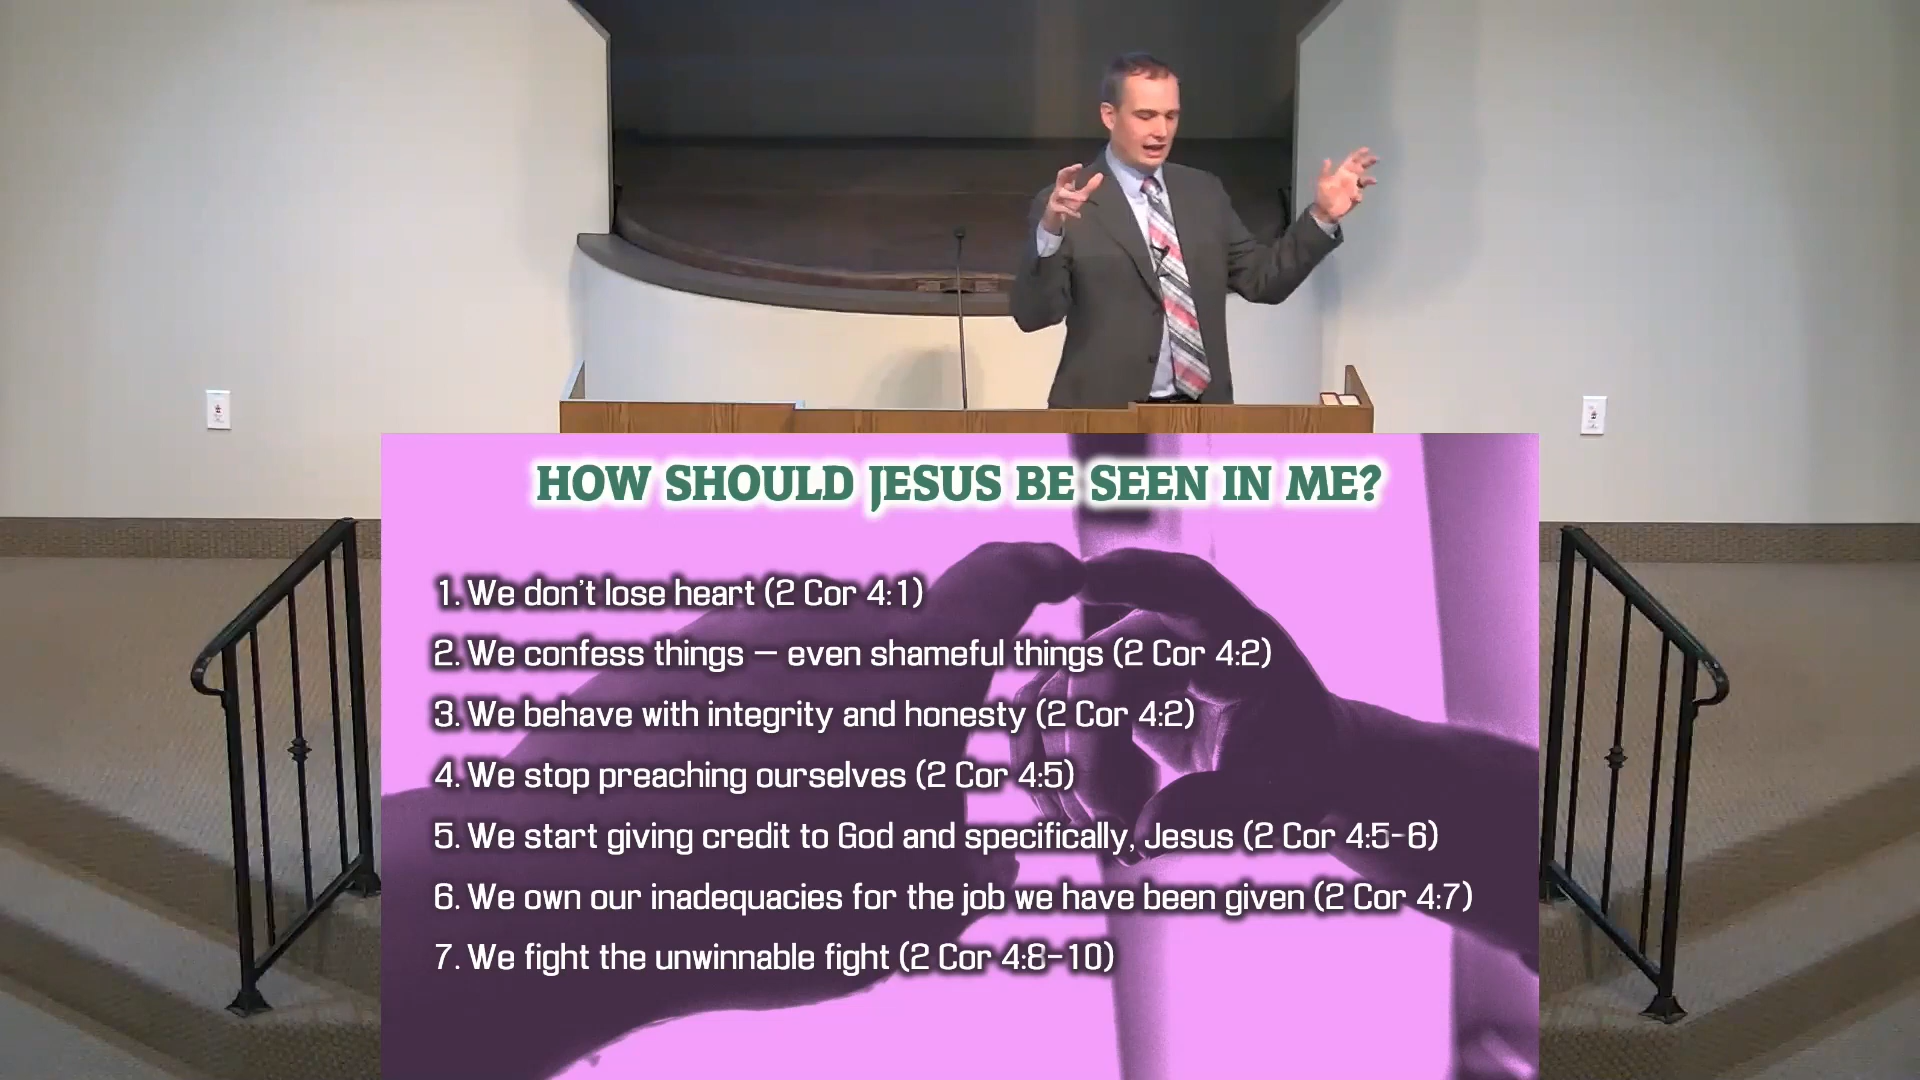 HOW SHOULD JESUS BE SEEN IN ME?
1. We don't lose heart (2 Cor 4:1)
2. We confess things – even shameful things (2 Cor 4:2)
3. We behave with integrity and honesty (2 Cor 4:2)
4. We stop preaching ourselves (2 Cor 4:5)
5. We start giving credit to God and specifically, Jesus (2 Cor 4:5-6)
6. We own our inadequacies for the job we have been given (2 Cor 4:7)
7. We fight the unwinnable fight (2 Cor 4:8-10)